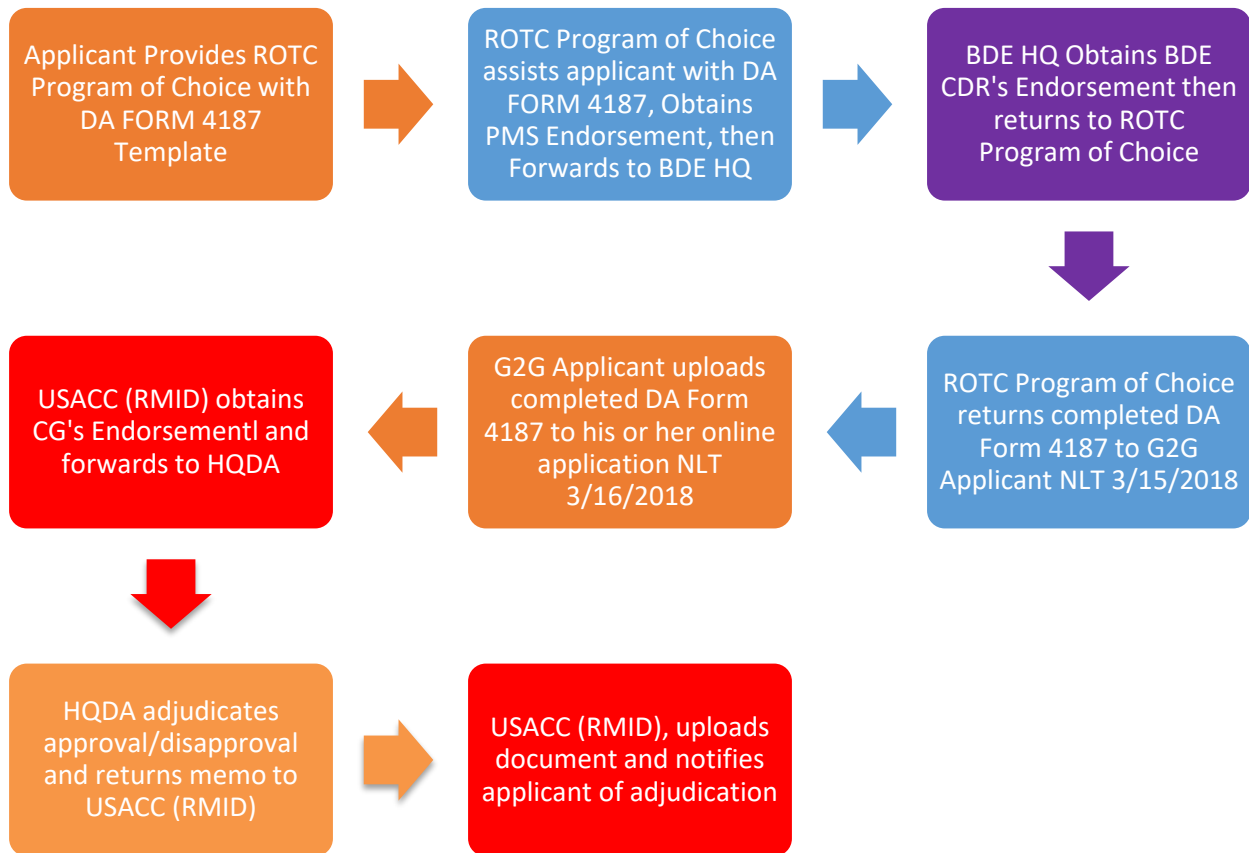 Applicant Provides ROTC
Program of Choice with
DA FORM 4187
Template
ROTC Program of Choice
assists applicant with DA
FORM 4187, Obtains
PMS Endorsement, then
Forwards to BDE HQ
BDE HQ Obtains BDE
CDR's Endorsement then
returns to ROTC
Program of Choice
ROTC Program of Choice
returns completed DA
Form 4187 to G2G
Applicant NLT 3/15/2018
G2G Applicant uploads
completed DA Form
4187 to his or her online
application NLT
3/16/2018
USACC (RMID) obtains
CG's Endorsementl and
forwards to HQDA
HQDA adjudicates
approval/disapproval
and returns memo to
USACC (RMID)
USACC (RMID), uploads
document and notifies
applicant of adjudication